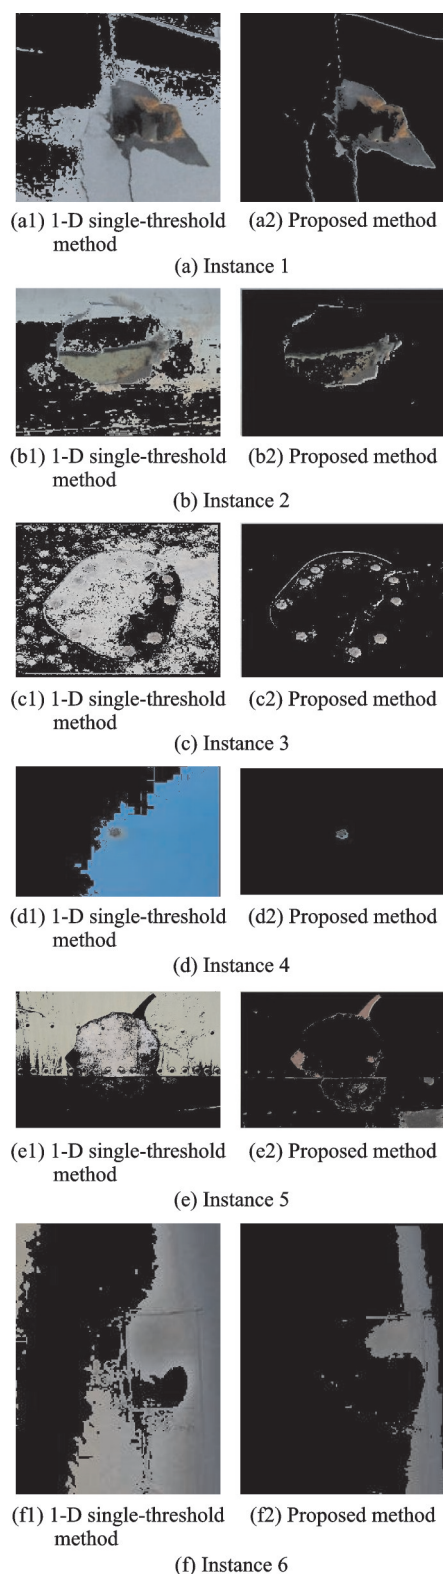 (a1) 1-D single-threshold method
(a2) Proposed method
(a) Instance 1
(b1) 1-D single-threshold method
(b2) Proposed method
(b) Instance 2
(c1) 1-D single-threshold method
(c2) Proposed method
(c) Instance 3
(d1) 1-D single-threshold method
(d2) Proposed method
(d) Instance 4
(e1) 1-D single-threshold method
(e2) Proposed method
(e) Instance 5
(f1) 1-D single-threshold method
(f2) Proposed method
(f) Instance 6